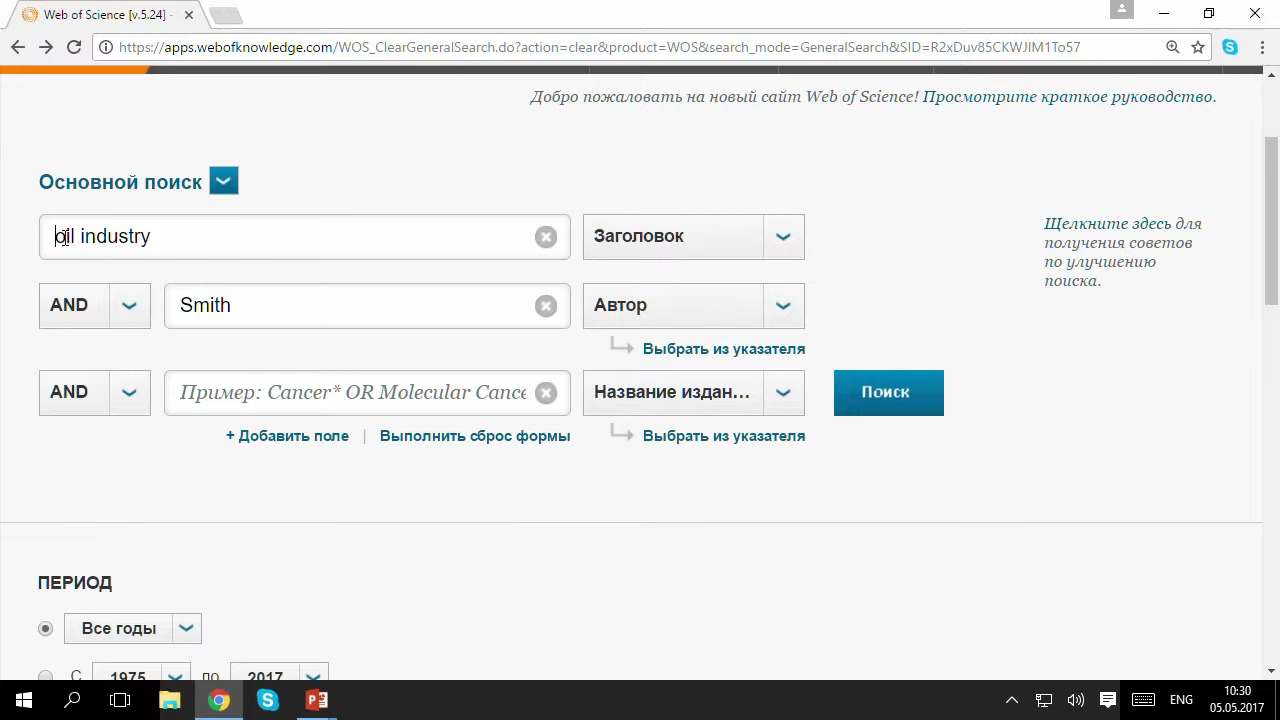 Web of Science [v.5.24] -
https://apps.webofknowledge.com/WOS_ClearGeneralSearch.do?action=clear&product=WOS&search_mode=GeneralSearch&SID=R2xDuv85CKWJIM1To57
Добро пожаловать на новый сайт Web of Science! Просмотрите краткое руководство.
Основной поиск
oil industry
Заголовок
Щелкните здесь для
получения советов
по улучшению
поиска.
AND
Smith
Автор
Выбрать из указателя
AND
Пример: Cancer* OR Molecular Cance
Название издан...
Поиск
+ Добавить поле | Выполнить сброс формы
Выбрать из указателя
ПЕРИОД
Все годы
С 1975 по 2017
ENG
10:30
05.05.2017